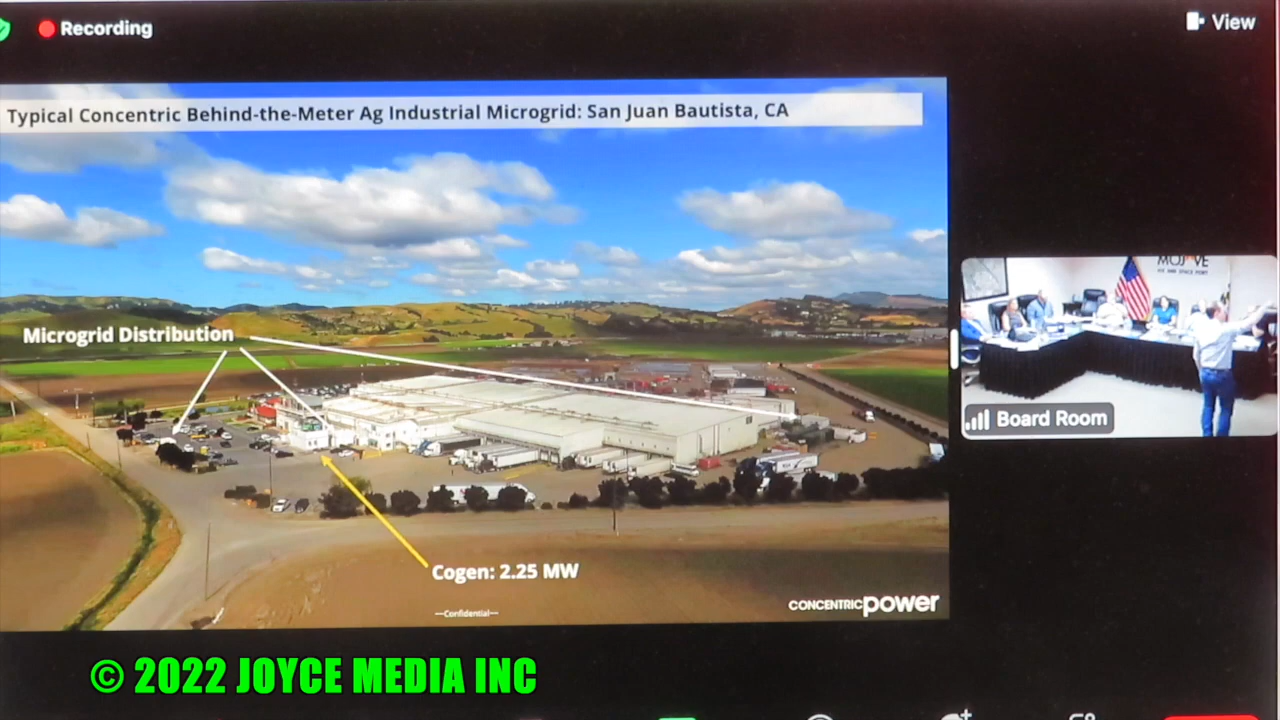 Recording
View
Typical Concentric Behind-the-Meter Ag Industrial Microgrid: San Juan Bautista, CA
Microgrid Distribution
Cogen: 2.25 MW
—Confidential—
CONCENTRICpower
AIR AND SPACE PORT
Board Room
© 2022 JOYCE MEDIA INC